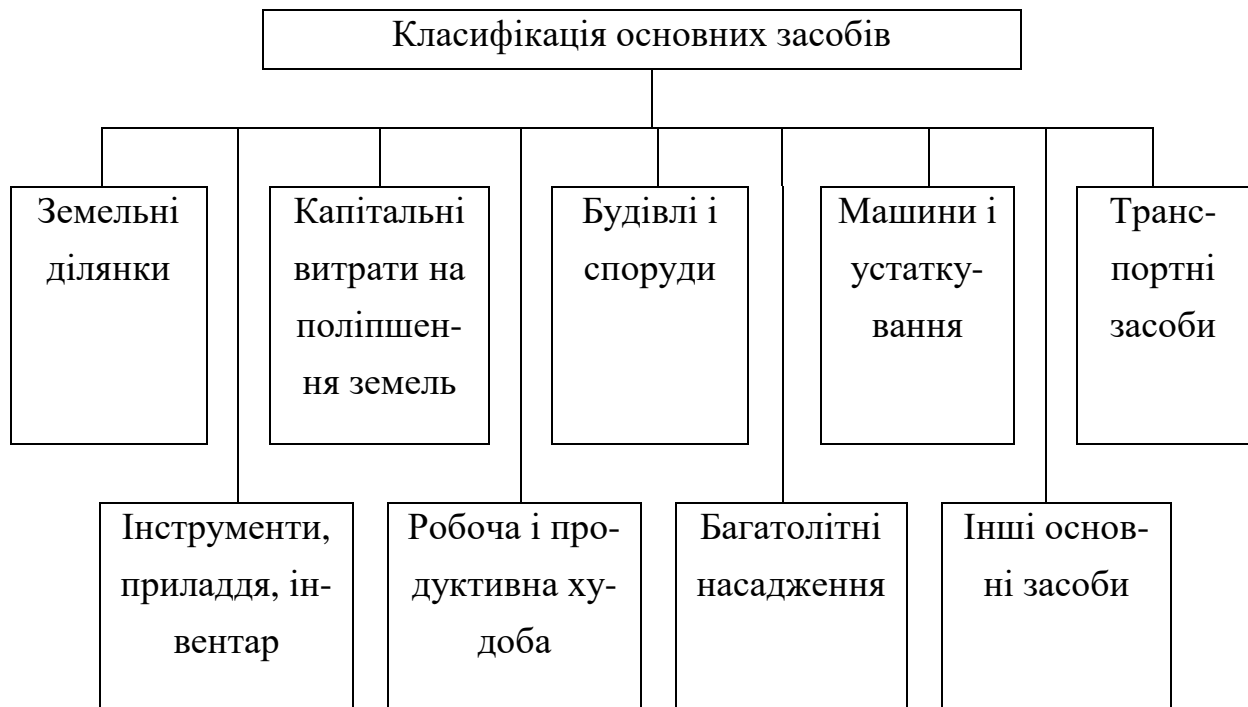 Класифікація основних засобів
Земельні
ділянки
Капітальні
витрати на
поліпшен-
ня земель
Будівлі і
споруди
Машини і
устатку-
вання
Транс-
портні
засоби
Інструменти,
приладдя, ін-
вентар
Робоча і про-
дуктивна ху-
доба
Багатолітні
насадження
Інші основ-
ні засоби